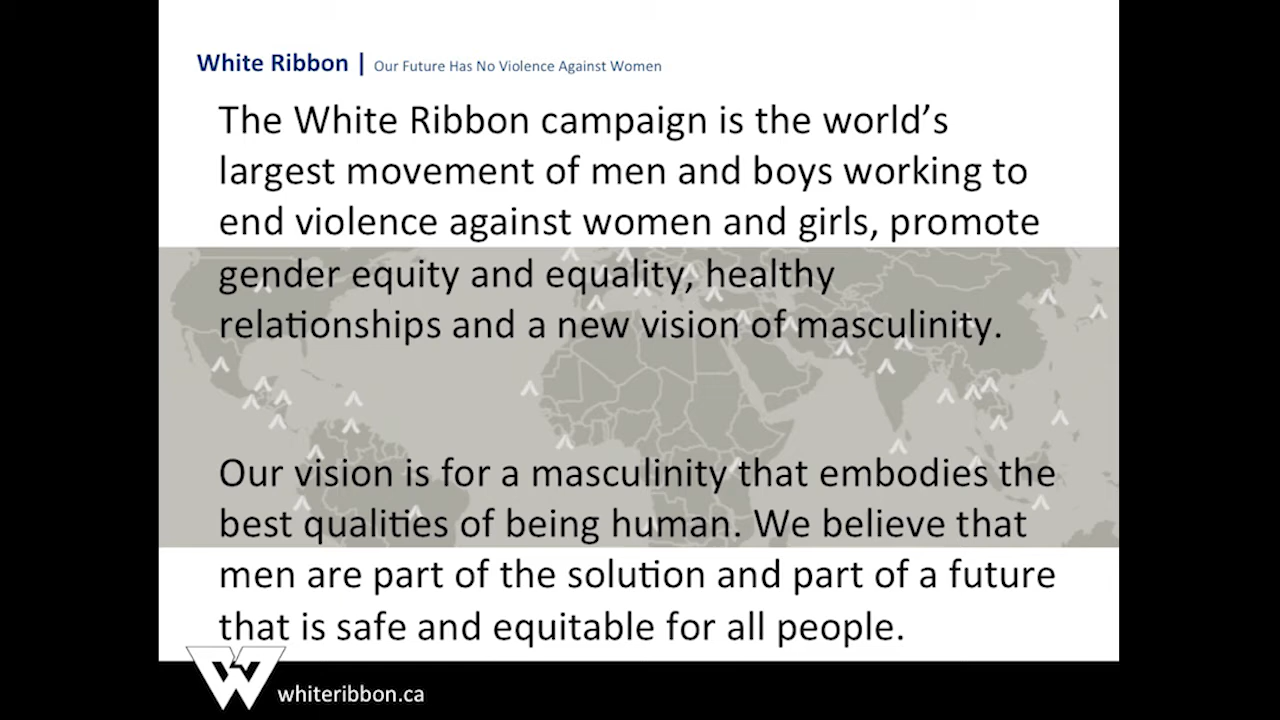 White Ribbon | Our Future Has No Violence Against Women
The White Ribbon campaign is the world’s
largest movement of men and boys working to
end violence against women and girls, promote
gender equity and equality, healthy
relationships and a new vision of masculinity.
Our vision is for a masculinity that embodies the
best qualities of being human. We believe that
men are part of the solution and part of a future
that is safe and equitable for all people.
W whiteribbon.ca